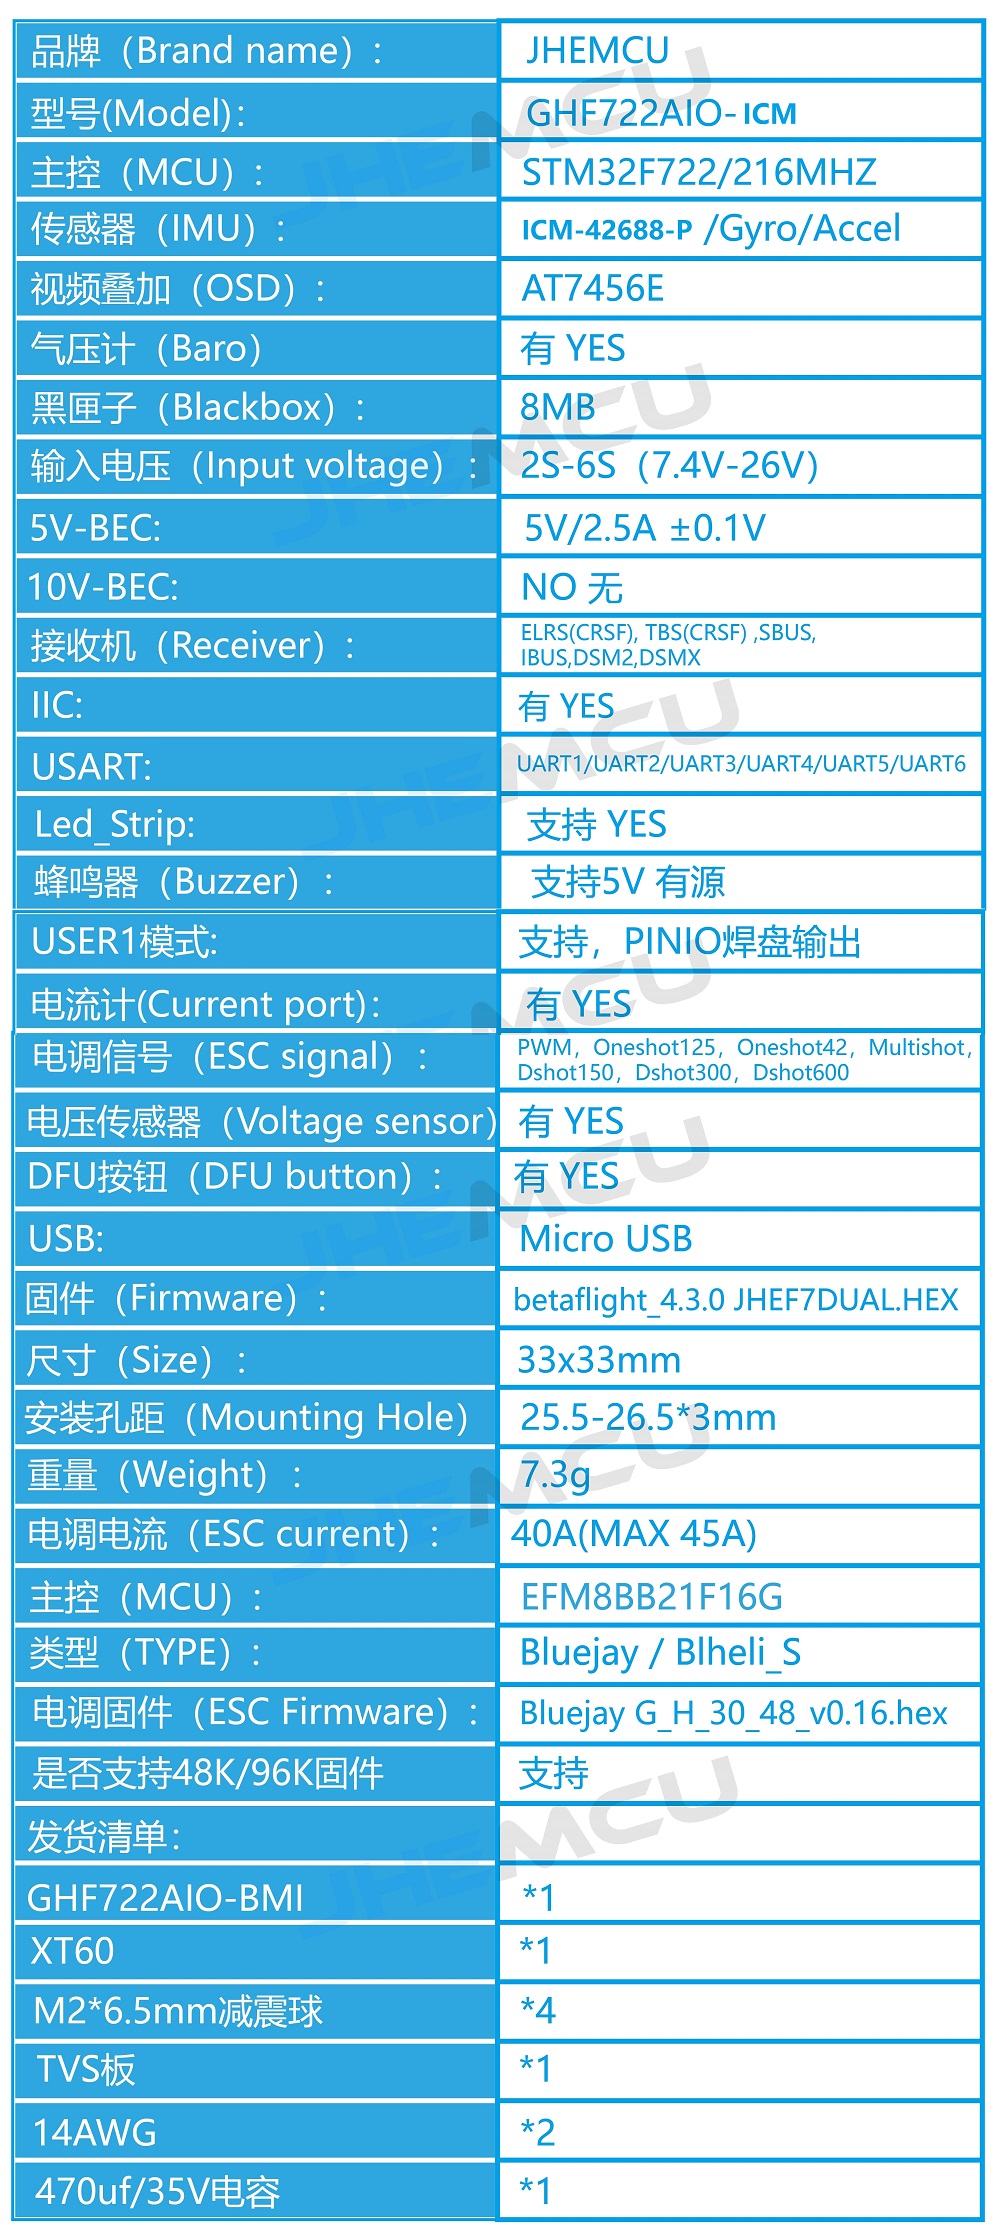 品牌（Brand name）: JHEMCU
型号(Model): GHF722AIO-ICM
主控（MCU）: STM32F722/216MHZ
传感器（IMU）: ICM-42688-P /Gyro/Accel
视频叠加（OSD）: AT7456E
气压计（Baro） 有 YES
黑匣子（Blackbox）: 8MB
输入电压（Input voltage）: 2S-6S（7.4V-26V）
5V-BEC: 5V/2.5A ±0.1V
10V-BEC: NO 无
接收机（Receiver）: ELRS(CRSF), TBS(CRSF) ,SBUS,
IBUS,DSM2,DSMX
IIC: 有 YES
USART: UART1/UART2/UART3/UART4/UART5/UART6
Led_Strip: 支持 YES
蜂鸣器（Buzzer）: 支持5V 有源
USER1模式: 支持，PINIO焊盘输出
电流计(Current port): 有 YES
电调信号（ESC signal）: PWM，Oneshot125，Oneshot42，Multishot，
Dshot150，Dshot300，Dshot600
电压传感器（Voltage sensor） 有 YES
DFU按钮（DFU button）: 有 YES
USB: Micro USB
固件（Firmware）: betaflight_4.3.0 JHEF7DUAL.HEX
尺寸（Size）: 33x33mm
安装孔距（Mounting Hole） 25.5-26.5*3mm
重量（Weight）: 7.3g
电调电流（ESC current）: 40A(MAX 45A)
主控（MCU）: EFM8BB21F16G
类型（TYPE）: Bluejay / Blheli_S
电调固件（ESC Firmware）: Bluejay G_H_30_48_v0.16.hex
是否支持48K/96K固件 支持
发货清单:
GHF722AIO-BMI *1
XT60 *1
M2*6.5mm减震球 *4
TVS板 *1
14AWG *2
470uf/35V电容 *1
JHEMCU
JHEMCU
JHEMCU
JHEMCU
JHEMCU
JHEMCU
JHEMCU